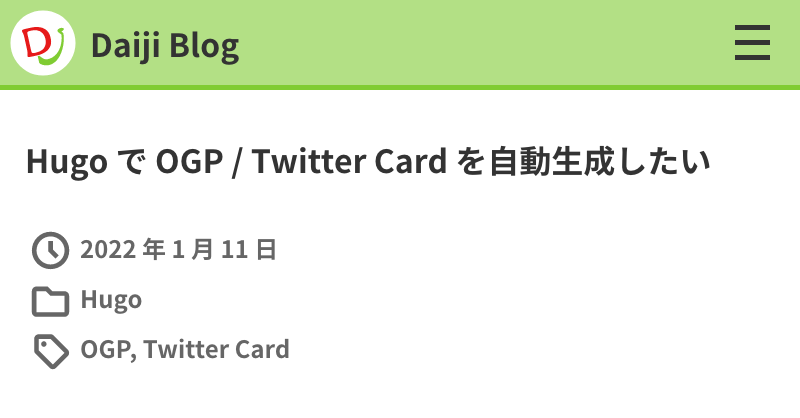 Daiji Blog
Hugo で OGP / Twitter Card を自動生成したい
2022 年 1 月 11 日
Hugo
OGP, Twitter Card